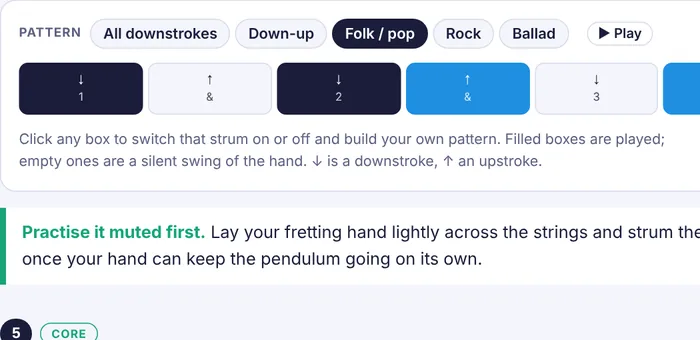 PATTERN All downstrokes Down-up Folk / pop Rock Ballad ▶ Play
↓ ↑ ↓ ↑ ↓
1 & 2 & 3
Click any box to switch that strum on or off and build your own pattern. Filled boxes are played;
empty ones are a silent swing of the hand. ↓ is a downstroke, ↑ an upstroke.
Practise it muted first. Lay your fretting hand lightly across the strings and strum the
once your hand can keep the pendulum going on its own.
5 CORE